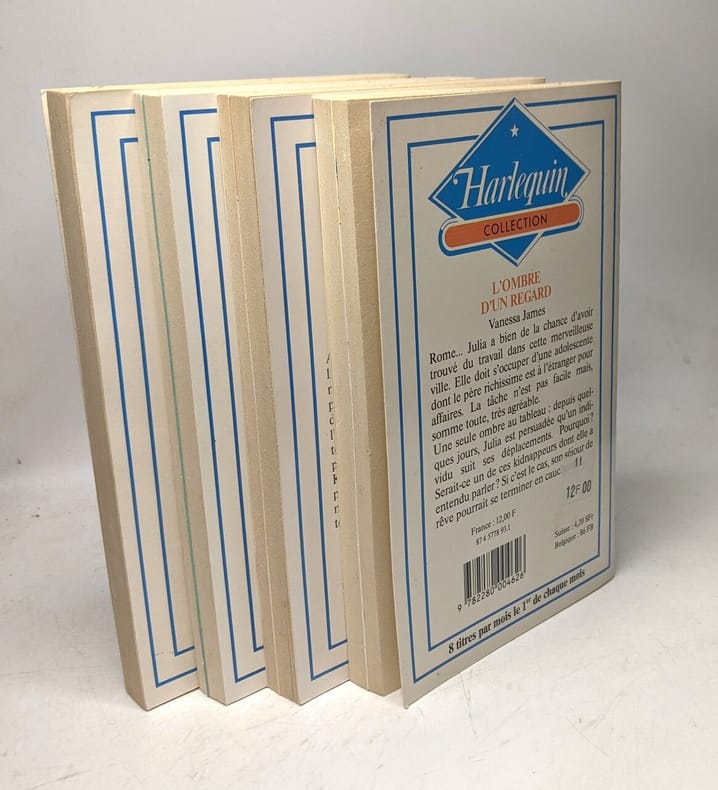 Harlequin
COLLECTION
L'OMBRE
D'UN REGARD
Vanessa James
Rome... Julia a bien de la chance d'avoir
trouvé du travail dans cette merveilleuse
ville. Elle doit s'occuper d'une adolescente
dont le père richissime est à l'étranger pour
affaires. La tâche n'est pas facile mais,
somme toute, très agréable.
Une seule ombre au tableau : depuis quel-
ques jours, Julia est persuadée qu'un indi-
vidu suit ses déplacements. Pourquoi ?
Serait-ce un de ces kidnappeurs dont elle a
entendu parler ? Si c'est le cas, son séjour de
rêve pourrait se terminer en
11
12F00
France : 12,00 F
87 4 5778 93.1
Suisse : 4,20 SFr
Belgique : 86 FB
9 782280 004626
8 titres par mois le 1er de chaque mois